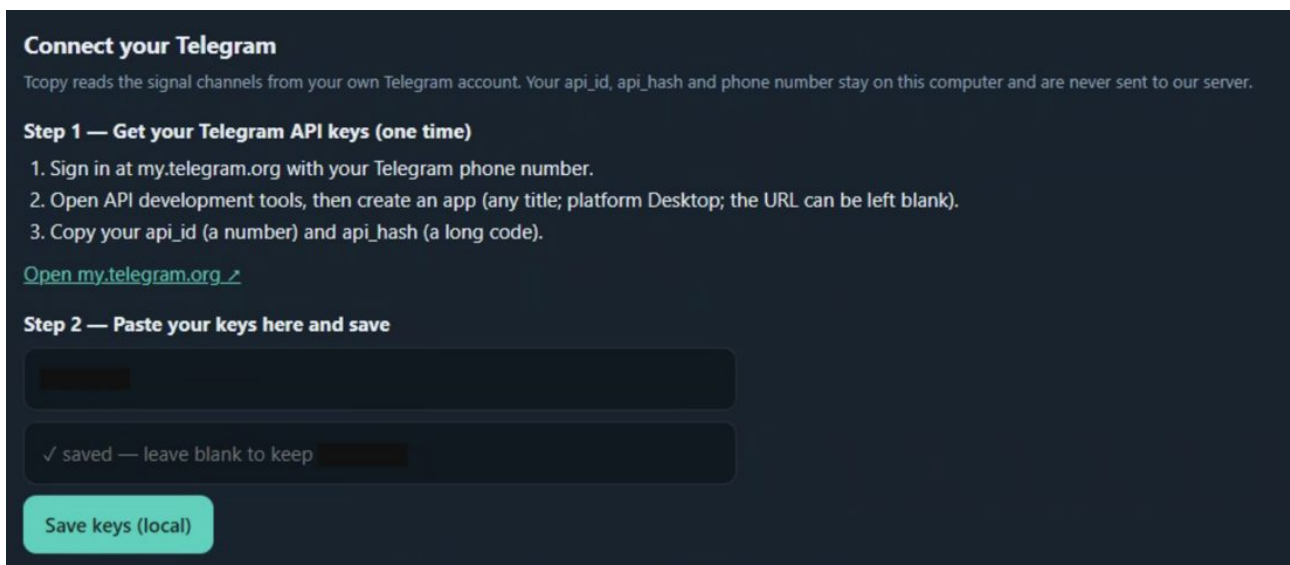 Connect your Telegram
Tcopy reads the signal channels from your own Telegram account. Your api_id, api_hash and phone number stay on this computer and are never sent to our server.
Step 1 — Get your Telegram API keys (one time)
1. Sign in at my.telegram.org with your Telegram phone number.
2. Open API development tools, then create an app (any title; platform Desktop; the URL can be left blank).
3. Copy your api_id (a number) and api_hash (a long code).
Open my.telegram.org ↗
Step 2 — Paste your keys here and save
✓ saved — leave blank to keep
Save keys (local)